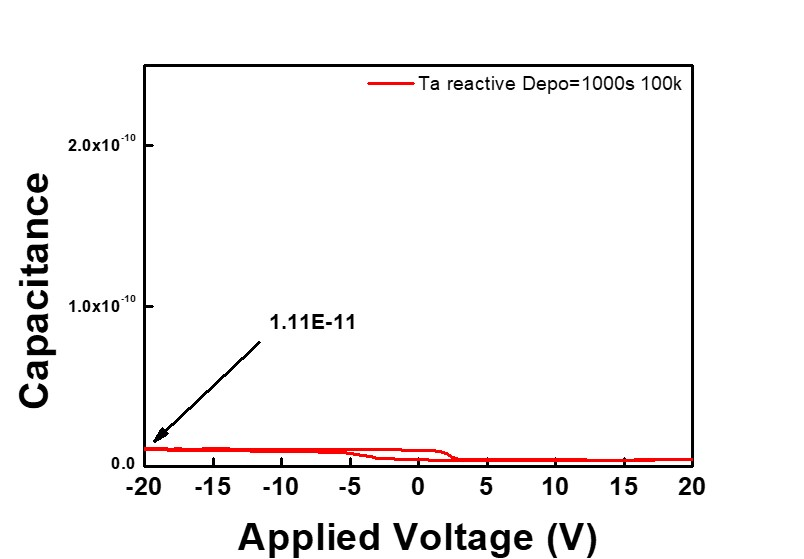 Ta reactive Depo=1000s 100k
2.0x10⁻¹⁰
Capacitance
1.0x10⁻¹⁰
1.11E-11
0.0
-20 -15 -10 -5 0 5 10 15 20
Applied Voltage (V)